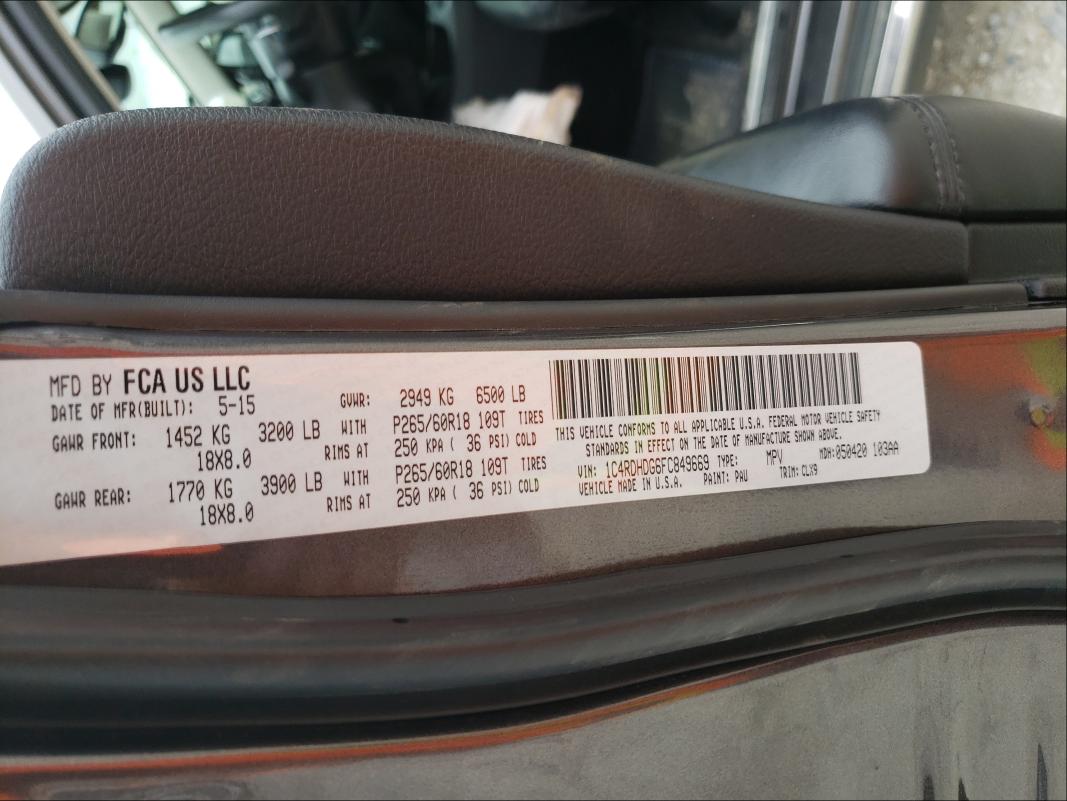 MFD BY FCA US LLC
DATE OF MFR(BUILT): 5-15 GVWR: 2949 KG 6500 LB
GAWR FRONT: 1452 KG 3200 LB WITH P265/60R18 109T TIRES
18X8.0 RIMS AT 250 KPA ( 36 PSI) COLD
GAWR REAR: 1770 KG 3900 LB WITH P265/60R18 109T TIRES
18X8.0 RIMS AT 250 KPA ( 36 PSI) COLD
THIS VEHICLE CONFORMS TO ALL APPLICABLE U.S.A. FEDERAL MOTOR VEHICLE SAFETY
STANDARDS IN EFFECT ON THE DATE OF MANUFACTURE SHOWN ABOVE.
VIN: 1C4RDHDG6FC849669 TYPE: MPV MDH:050420 103AA
VEHICLE MADE IN U.S.A. PAINT: PAU TRIM: CLX9